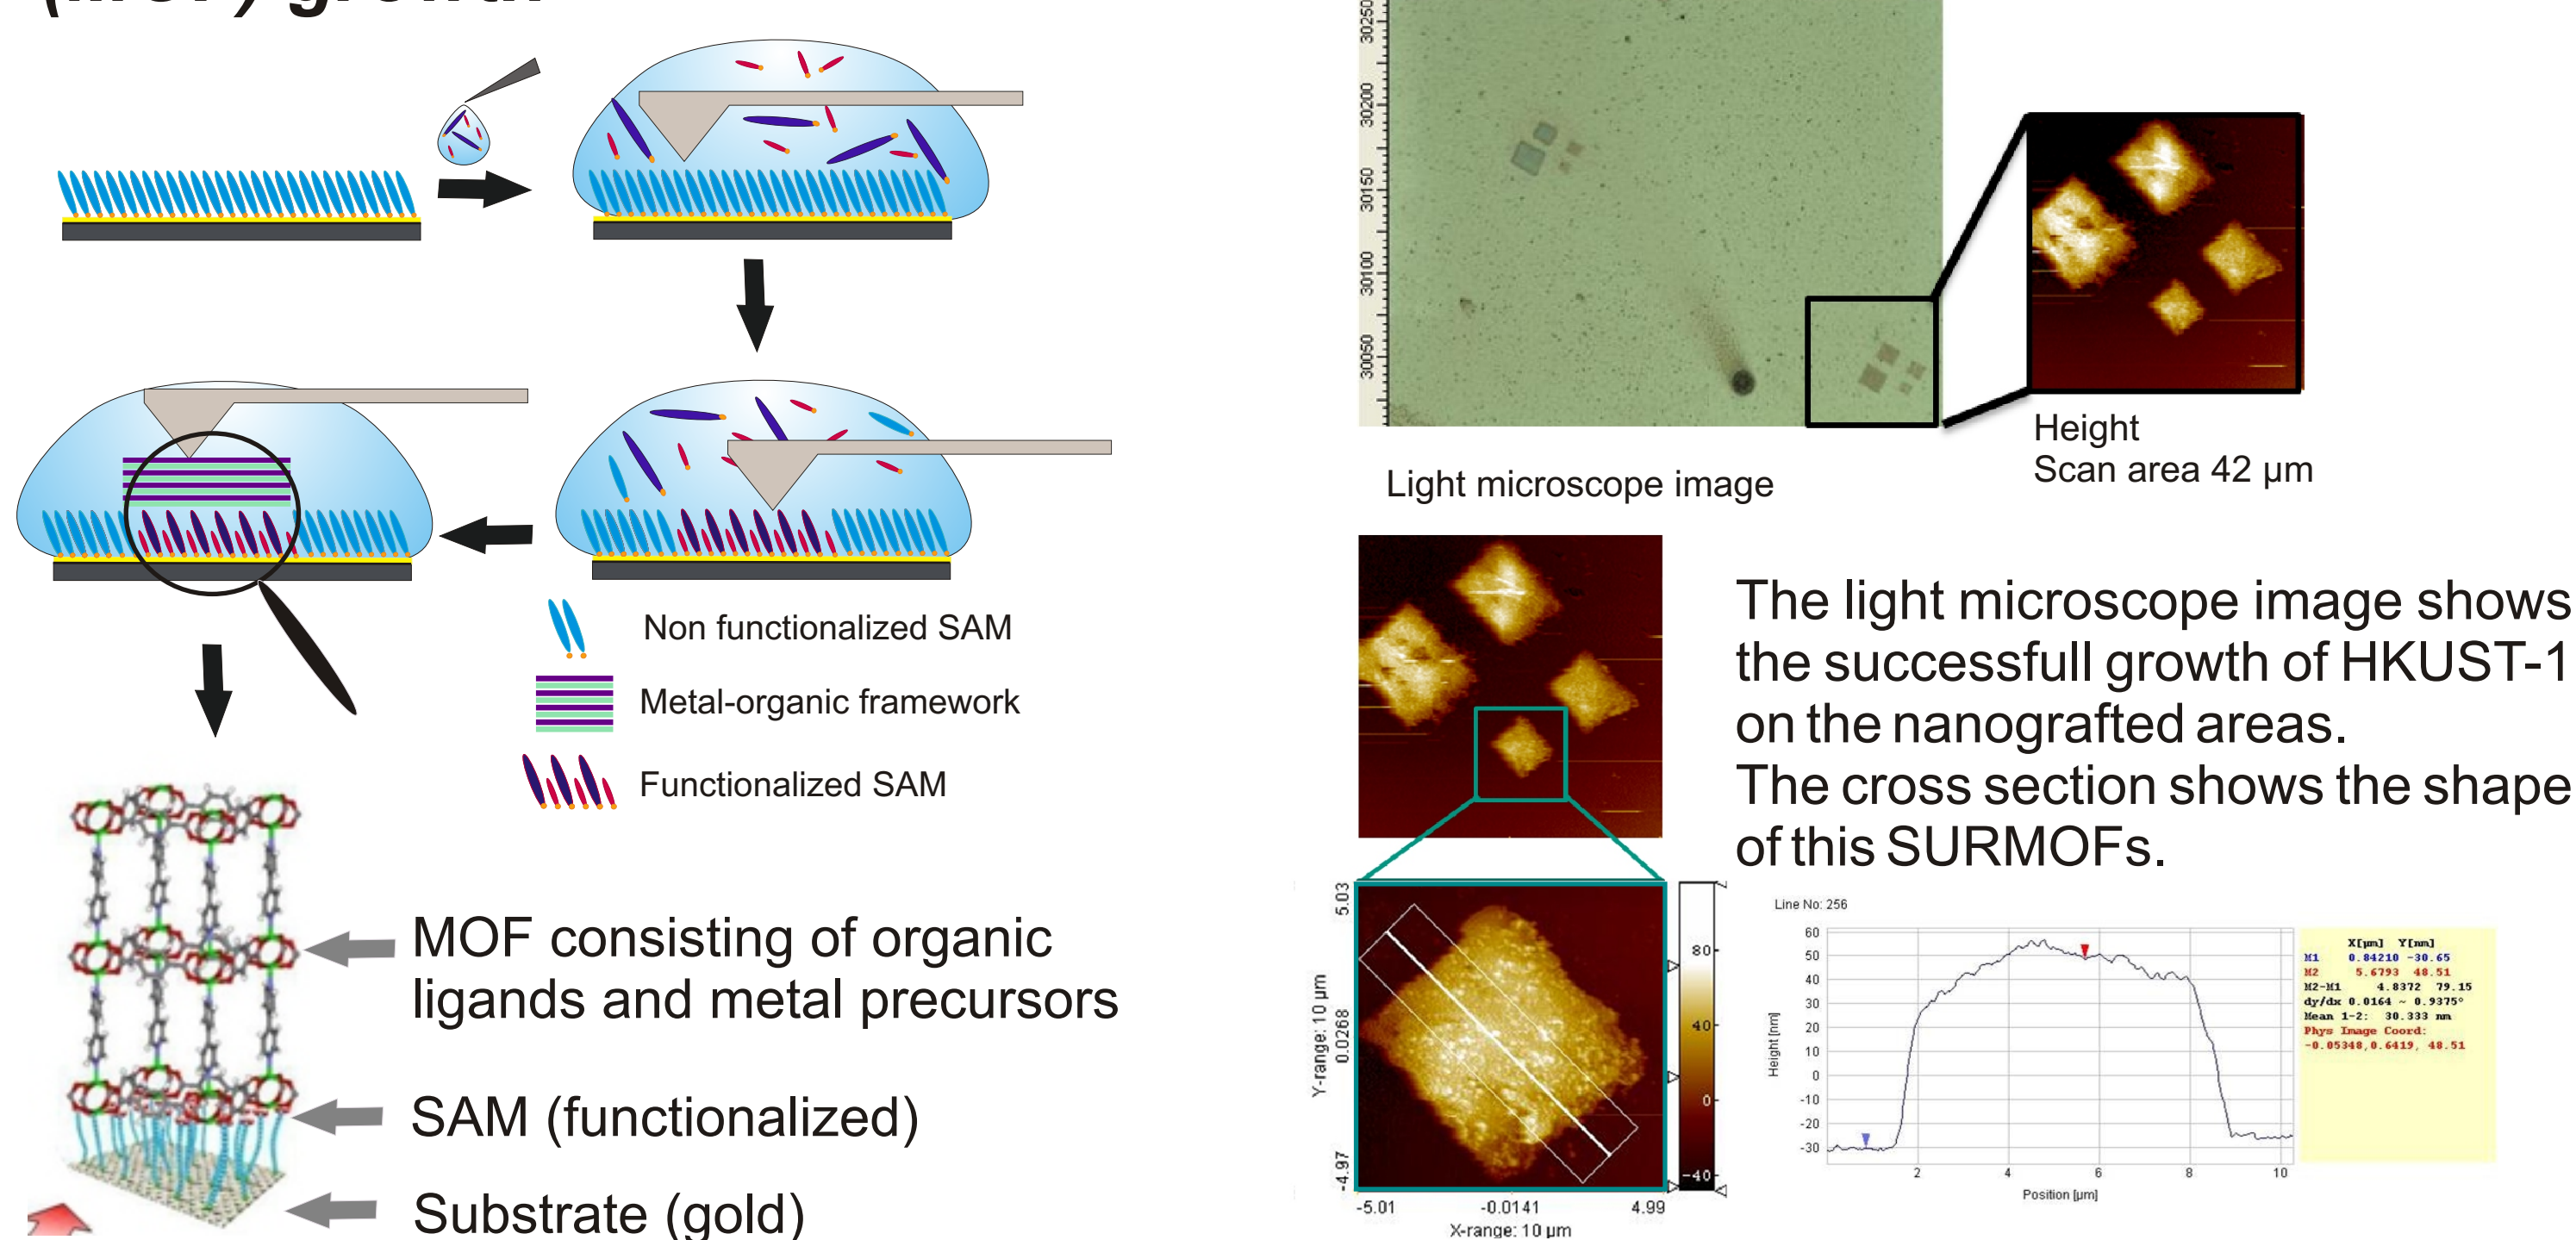 (MOF) growth
Non functionalized SAM
Metal-organic framework
Functionalized SAM
MOF consisting of organic
ligands and metal precursors
SAM (functionalized)
Substrate (gold)
30250
30200
30150
30100
30050
Light microscope image
Height
Scan area 42 µm
The light microscope image shows
the successfull growth of HKUST-1
on the nanografted areas.
The cross section shows the shape
of this SURMOFs.
5.03
0.0268
-4.97
Y-range: 10 µm
-5.01
-0.0141
4.99
X-range: 10 µm
80
40
0
-40
Line No: 256
60
50
40
30
20
10
0
-10
-20
-30
Height [nm]
2
4
6
8
10
Position [µm]
X[µm] Y[nm]
M1 0.84210 -30.65
M2 5.6793 48.51
M2-M1 4.8372 79.15
dy/dx 0.0164 ~ 0.9375°
Mean 1-2: 30.333 nm
Phys Image Coord:
-0.05348,0.6419, 48.51